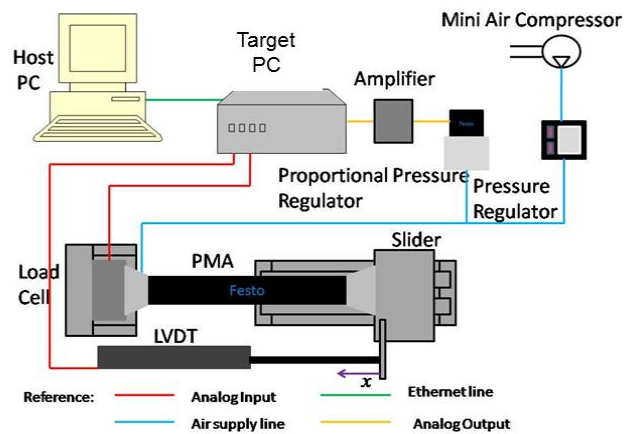 Mini Air Compressor
Target
PC
Host
PC
Amplifier
Festo
Proportional Pressure
Regulator
Pressure
Regulator
Slider
PMA
Load
Cell
Festo
LVDT
x
Reference:
Analog Input
Ethernet line
Air supply line
Analog Output